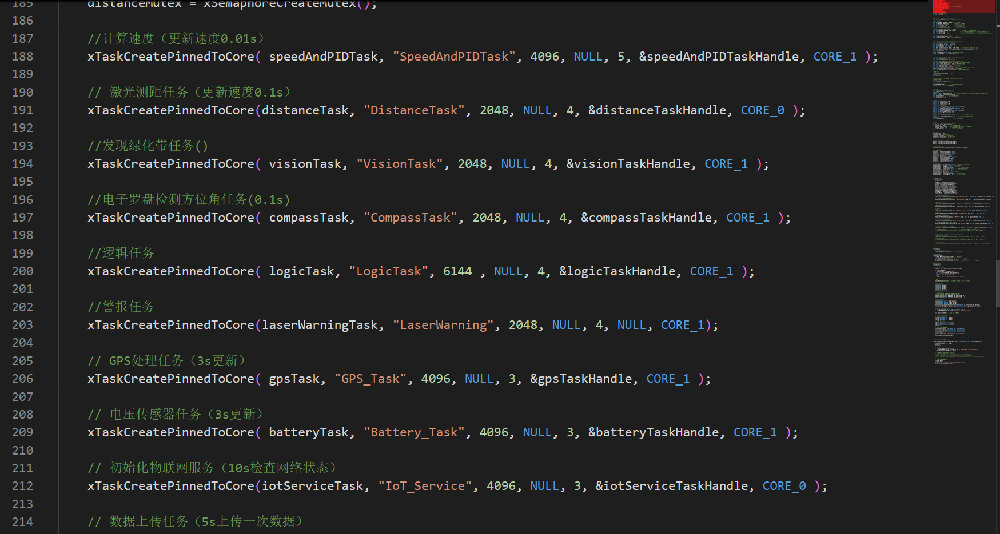 185 distanceMutex = xSemaphoreCreateMutex();
186
187 //计算速度（更新速度0.01s）
188 xTaskCreatePinnedToCore( speedAndPIDTask, "SpeedAndPIDTask", 4096, NULL, 5, &speedAndPIDTaskHandle, CORE_1 );
189
190 // 激光测距任务（更新速度0.1s）
191 xTaskCreatePinnedToCore(distanceTask, "DistanceTask", 2048, NULL, 4, &distanceTaskHandle, CORE_0 );
192
193 //发现绿化带任务()
194 xTaskCreatePinnedToCore( visionTask, "VisionTask", 2048, NULL, 4, &visionTaskHandle, CORE_1 );
195
196 //电子罗盘检测方位角任务(0.1s)
197 xTaskCreatePinnedToCore( compassTask, "CompassTask", 2048, NULL, 4, &compassTaskHandle, CORE_1 );
198
199 //逻辑任务
200 xTaskCreatePinnedToCore( logicTask, "LogicTask", 6144 , NULL, 4, &logicTaskHandle, CORE_1 );
201
202 //警报任务
203 xTaskCreatePinnedToCore(laserWarningTask, "LaserWarning", 2048, NULL, 4, NULL, CORE_1);
204
205 // GPS处理任务（3s更新）
206 xTaskCreatePinnedToCore( gpsTask, "GPS_Task", 4096, NULL, 3, &gpsTaskHandle, CORE_1 );
207
208 // 电压传感器任务（3s更新）
209 xTaskCreatePinnedToCore( batteryTask, "Battery_Task", 4096, NULL, 3, &batteryTaskHandle, CORE_1 );
210
211 // 初始化物联网服务（10s检查网络状态）
212 xTaskCreatePinnedToCore(iotServiceTask, "IoT_Service", 4096, NULL, 3, &iotServiceTaskHandle, CORE_0 );
213
214 // 数据上传任务（5s上传一次数据）